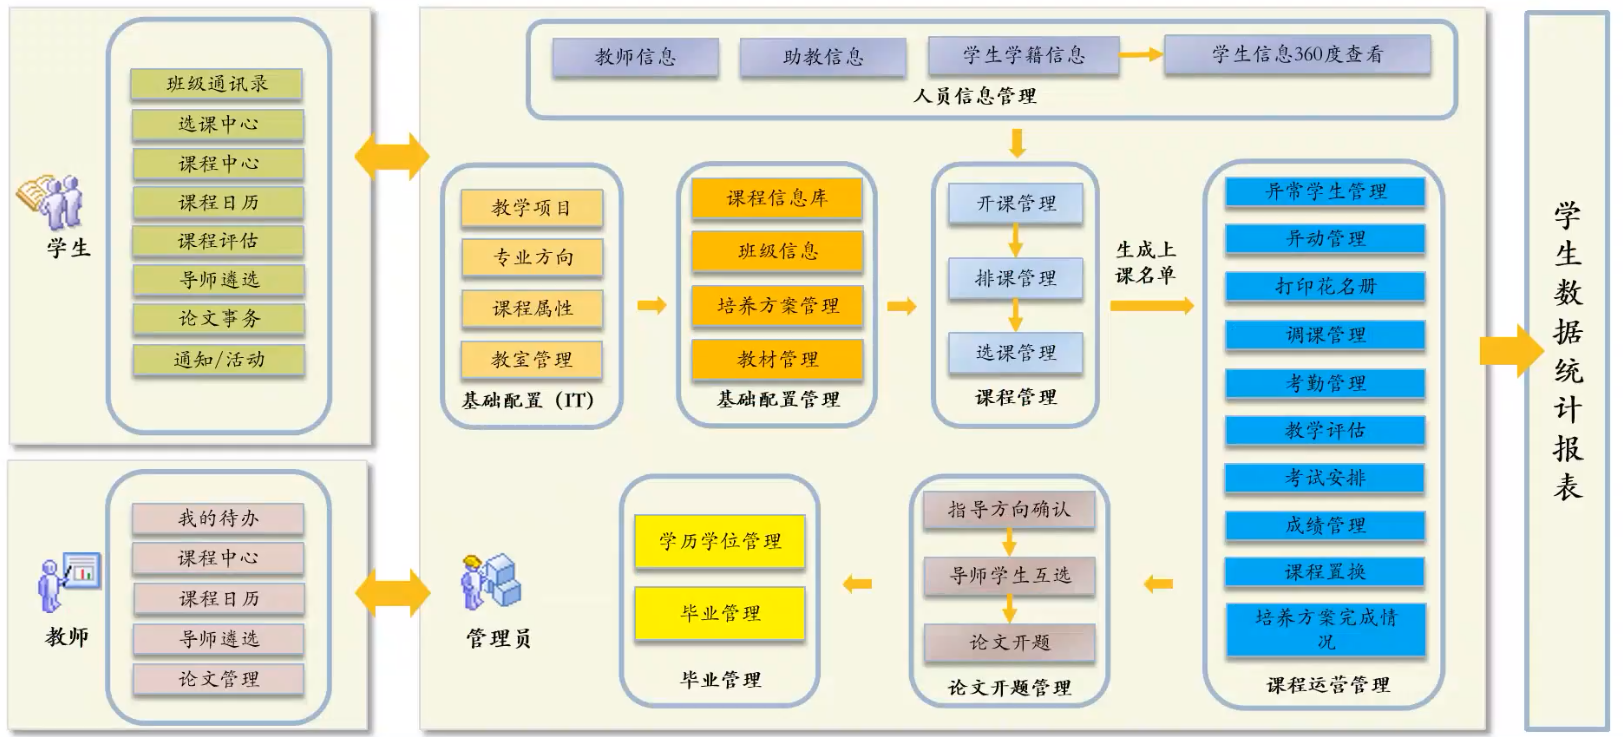 班级通讯录
选课中心
课程中心
课程日历
课程评估
导师遴选
论文事务
通知/活动
学生
我的待办
课程中心
课程日历
导师遴选
论文管理
教师
教师信息
助教信息
学生学籍信息
学生信息360度查看
人员信息管理
教学项目
专业方向
课程属性
教室管理
基础配置（IT）
课程信息库
班级信息
培养方案管理
教材管理
基础配置管理
开课管理
排课管理
选课管理
课程管理
生成上
课名单
异常学生管理
异动管理
打印花名册
调课管理
考勤管理
教学评估
考试安排
成绩管理
课程置换
培养方案完成情
况
课程运营管理
指导方向确认
导师学生互选
论文开题
论文开题管理
学历学位管理
毕业管理
毕业管理
管理员
学生数据统计报表